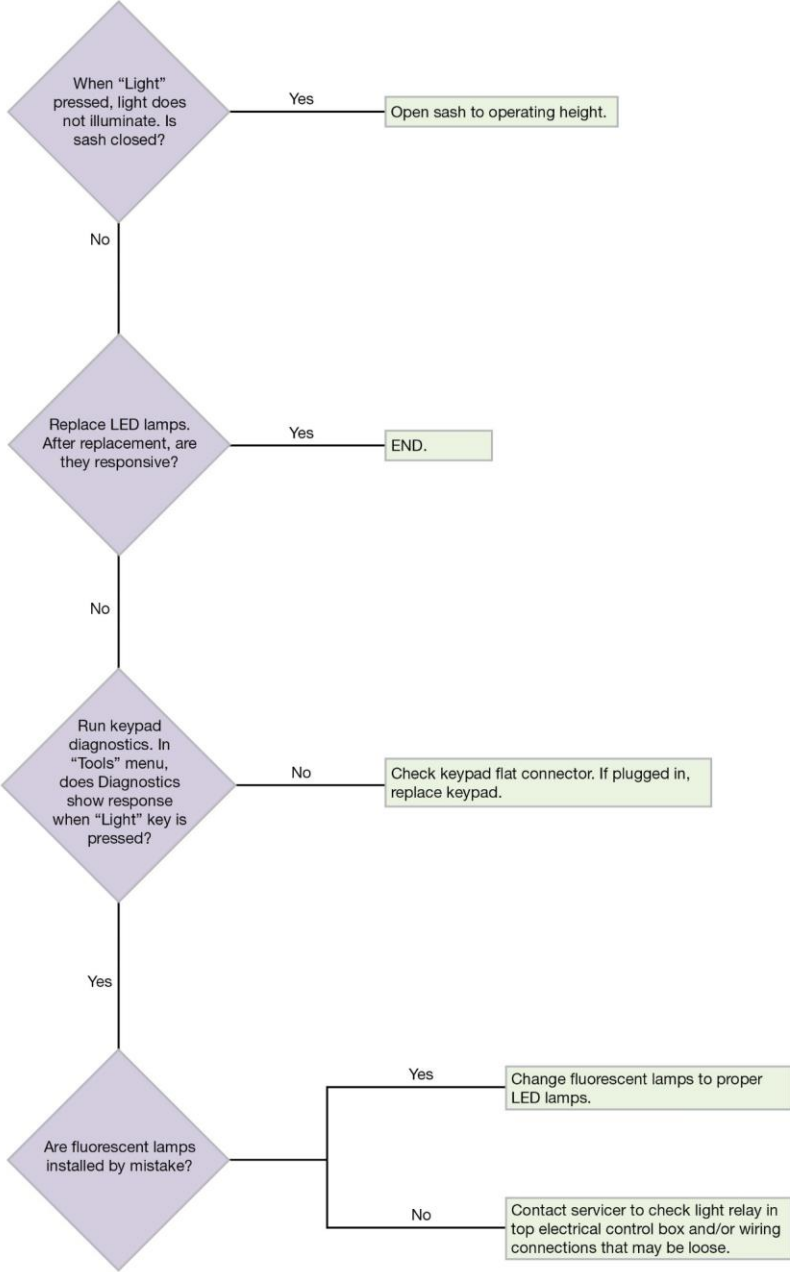 When “Light”
pressed, light does
not illuminate. Is
sash closed?
Yes
Open sash to operating height.
No
Replace LED lamps.
After replacement, are
they responsive?
Yes
END.
No
Run keypad
diagnostics. In
“Tools” menu,
does Diagnostics
show response
when “Light” key is
pressed?
No
Check keypad flat connector. If plugged in,
replace keypad.
Yes
Are fluorescent lamps
installed by mistake?
Yes
Change fluorescent lamps to proper
LED lamps.
No
Contact servicer to check light relay in
top electrical control box and/or wiring
connections that may be loose.